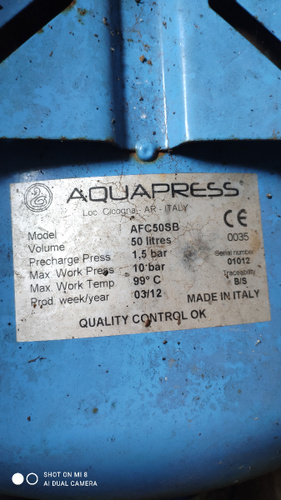 AQUAPRESS®
Loc. Cicogna - AR - ITALY
Model AFC50SB
Volume 50 litres
Precharge Press 1,5 bar
Max. Work Press 10 bar
Max. Work Temp 99° C
Prod. week/year 03/12
CE
0035
Serial number
01012
Traceability
B/S
MADE IN ITALY
QUALITY CONTROL OK
SHOT ON MI 8
AI DUAL CAMERA